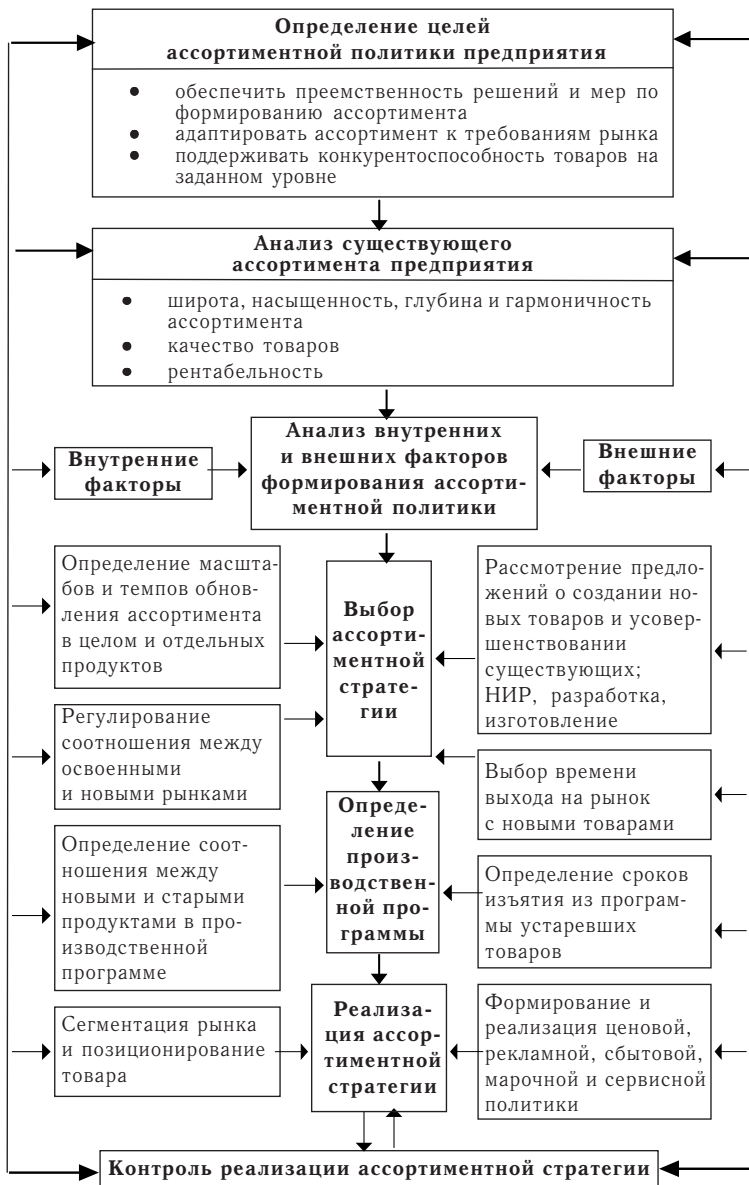 Определение целей
ассортиментной политики предприятия
● обеспечить преемственность решений и мер по
формированию ассортимента
● адаптировать ассортимент к требованиям рынка
● поддерживать конкурентоспособность товаров на
заданном уровне
Анализ существующего
ассортимента предприятия
● широта, насыщенность, глубина и гармоничность
ассортимента
● качество товаров
● рентабельность
Внутренние
факторы
Анализ внутренних
и внешних факторов
формирования ассорти-
ментной политики
Внешние
факторы
Определение масшта-
бов и темпов обнов-
ления ассортимента
в целом и отдельных
продуктов
Выбор
ассорти-
ментной
страте-
гии
Рассмотрение предло-
жений о создании но-
вых товаров и усовер-
шенствовании
существующих;
НИР, разработка,
изготовление
Регулирование
соотношения между
освоенными
и новыми рынками
Выбор времени
выхода на рынок
с новыми товарами
Определение соот-
ношения между
новыми и старыми
продуктами в про-
изводственной
программе
Опреде-
ление
произ-
водствен-
ной про-
граммы
Определение сроков
изъятия из програм-
мы устаревших
товаров
Сегментация рынка
и позиционирование
товара
Реализа-
ция ассор-
тиментной
стратегии
Формирование и
реализация ценовой,
рекламной, сбытовой,
марочной и сервисной
политики
Контроль реализации ассортиментной стратегии